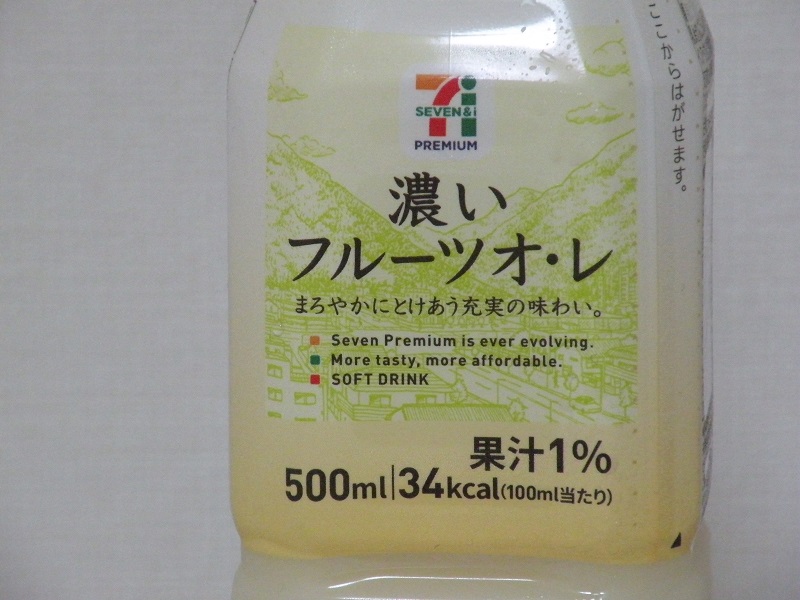 ここからはがせます。
SEVEN&i
PREMIUM
濃い
フルーツオ・レ
まろやかにとけあう充実の味わい。
Seven Premium is ever evolving.
More tasty, more affordable.
SOFT DRINK
果汁1%
500ml|34kcal(100ml当たり)